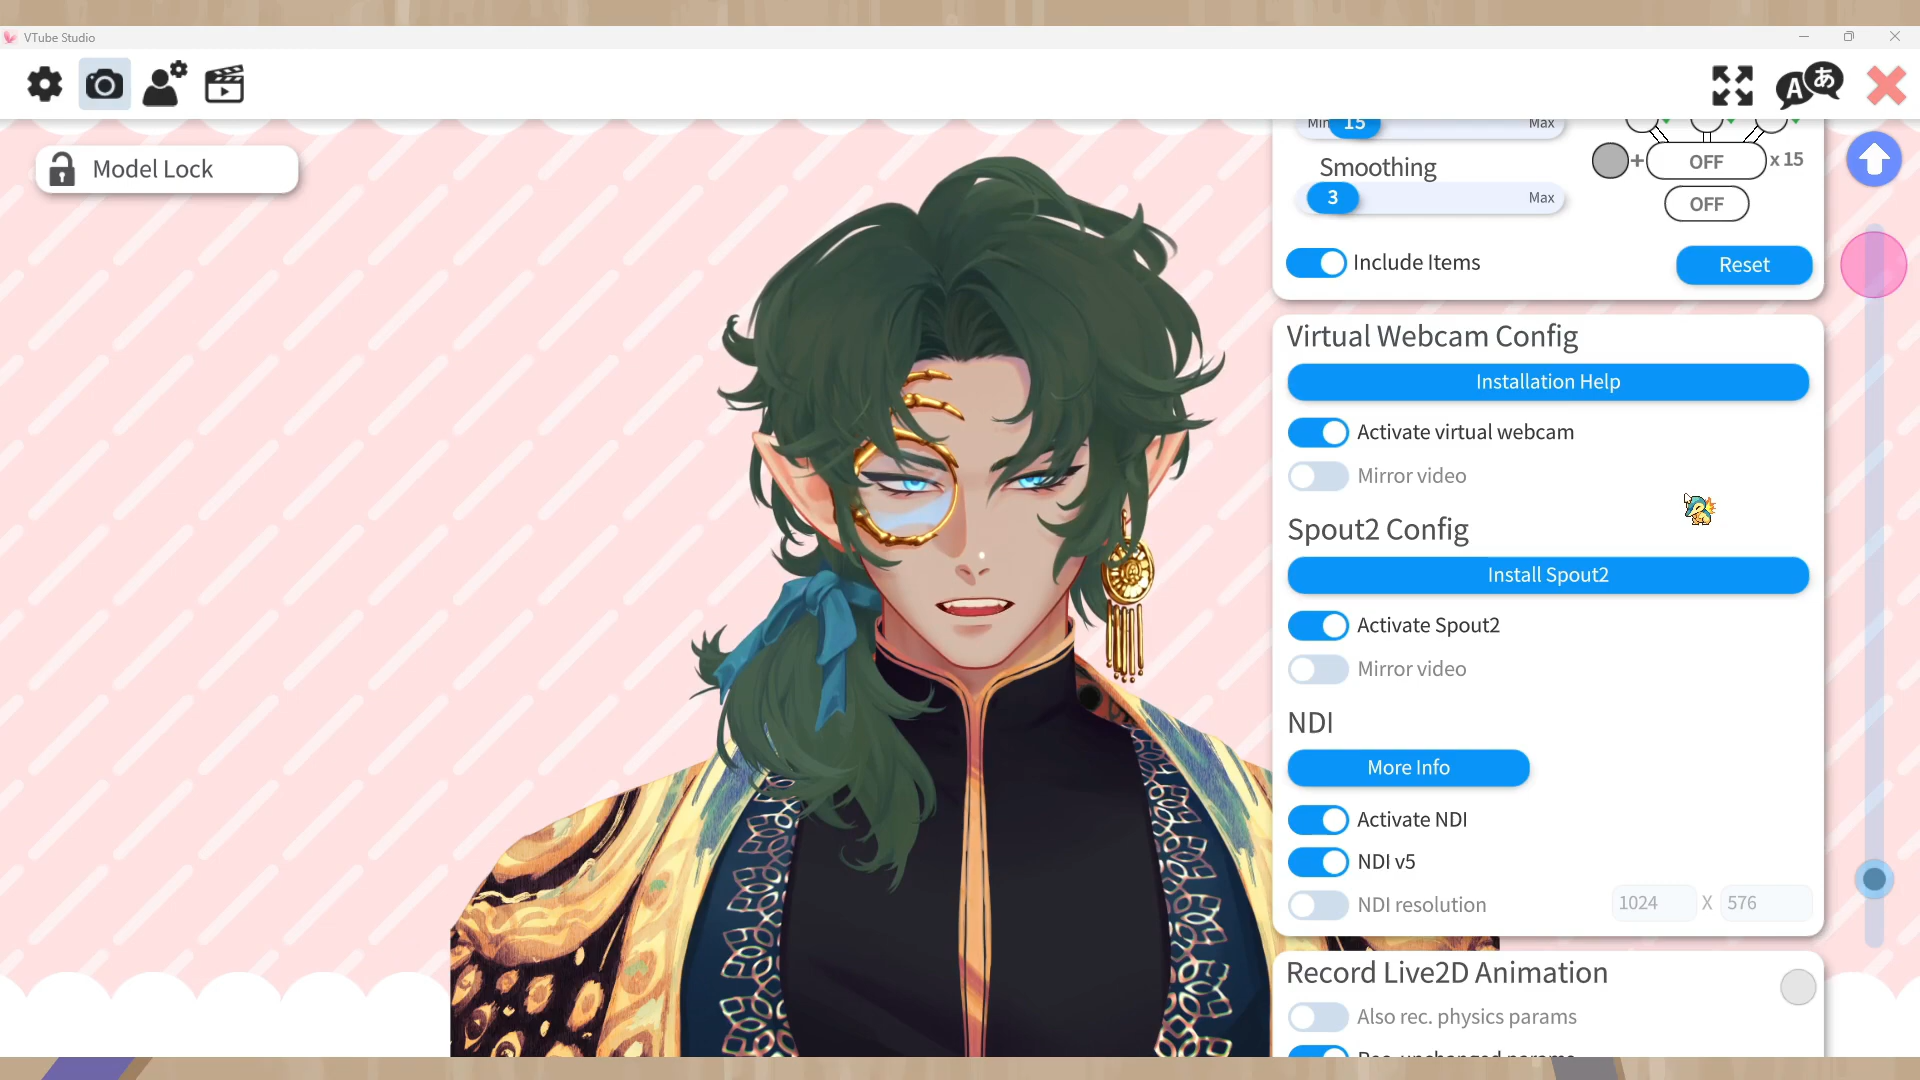 VTube Studio
A あ
Model Lock
Min 15 Max
Smoothing
3 Max
OFF x 15
+
OFF
Include Items
Reset
Virtual Webcam Config
Installation Help
Activate virtual webcam
Mirror video
Spout2 Config
Install Spout2
Activate Spout2
Mirror video
NDI
More Info
Activate NDI
NDI v5
NDI resolution 1024 X 576
Record Live2D Animation
Also rec. physics params